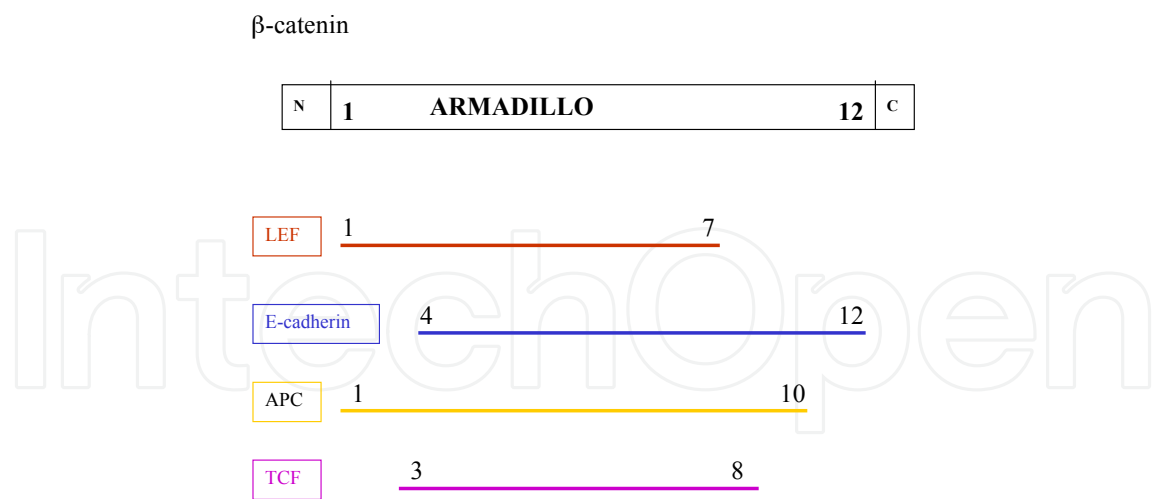 β-catenin
N 1 ARMADILLO 12 C
LEF 1 7
E-cadherin 4 12
APC 1 10
TCF 3 8
IntechOpen